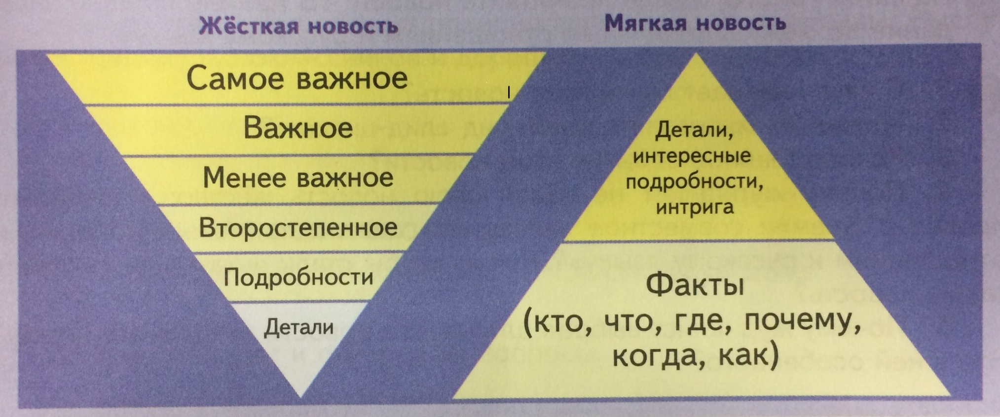 Жёсткая новость
Самое важное
Важное
Менее важное
Второстепенное
Подробности
Детали
Мягкая новость
Детали,
интересные
подробности,
интрига
Факты
(кто, что, где, почему,
когда, как)